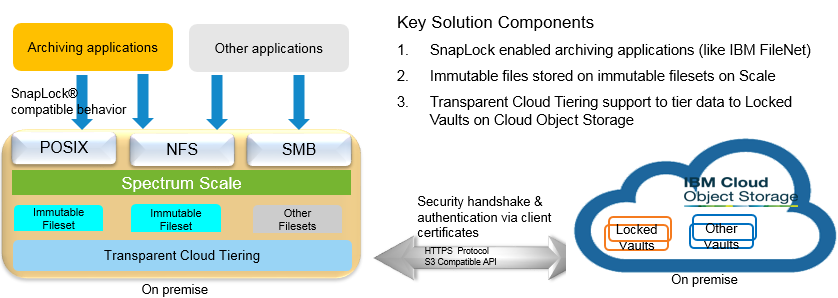 Archiving applications
Other applications
SnapLock®
compatible behavior
POSIX
NFS
SMB
Spectrum Scale
Immutable
Fileset
Immutable
Fileset
Other
Filesets
Transparent Cloud Tiering
On premise
Key Solution Components
1. SnapLock enabled archiving applications (like IBM FileNet)
2. Immutable files stored on immutable filesets on Scale
3. Transparent Cloud Tiering support to tier data to Locked
Vaults on Cloud Object Storage
Security handshake &
authentication via client
certificates
HTTPS Protocol
S3 Compatible API
IBM Cloud
Object Storage
Locked
Vaults
Other
Vaults
On premise